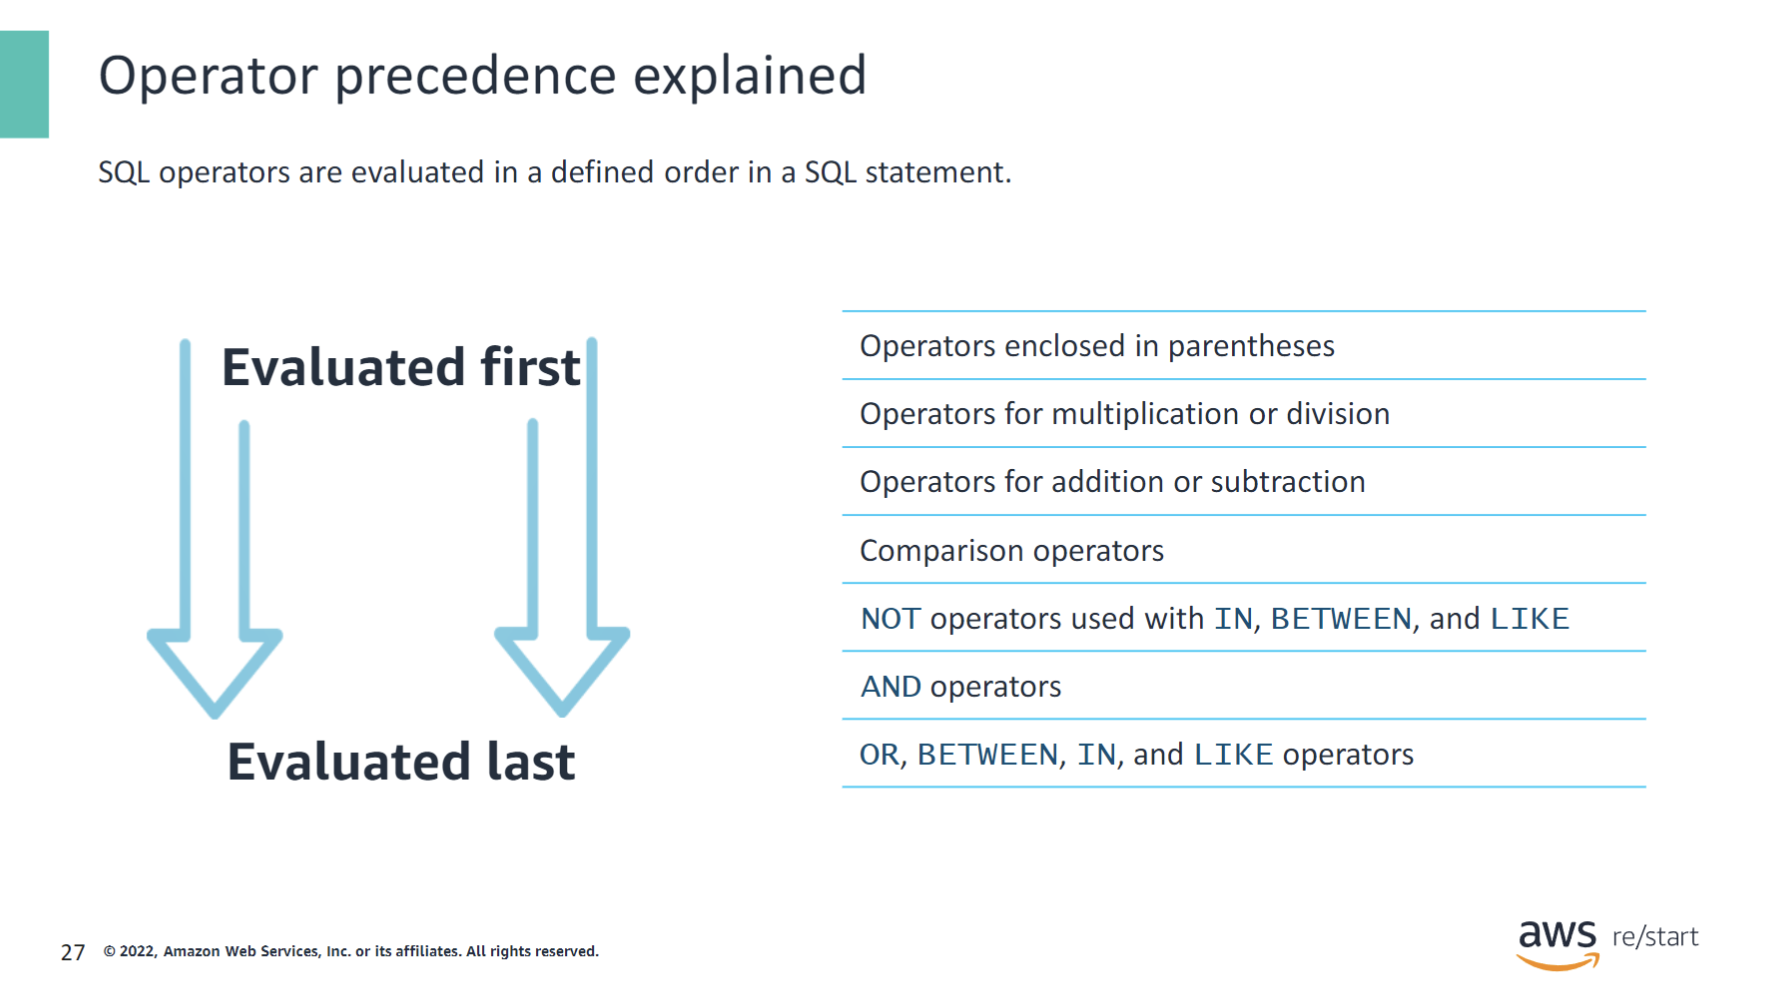 Operator precedence explained
SQL operators are evaluated in a defined order in a SQL statement.
Evaluated first
Evaluated last
Operators enclosed in parentheses
Operators for multiplication or division
Operators for addition or subtraction
Comparison operators
NOT operators used with IN, BETWEEN, and LIKE
AND operators
OR, BETWEEN, IN, and LIKE operators
27 © 2022, Amazon Web Services, Inc. or its affiliates. All rights reserved.
aws re/start